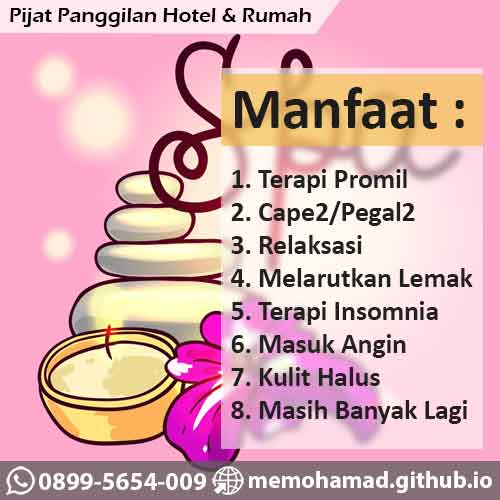 Pijat Panggilan Hotel & Rumah
Spa
Manfaat :
1. Terapi Promil
2. Cape2/Pegal2
3. Relaksasi
4. Melarutkan Lemak
5. Terapi Insomnia
6. Masuk Angin
7. Kulit Halus
8. Masih Banyak Lagi
0899-5654-009 memohamad.github.io